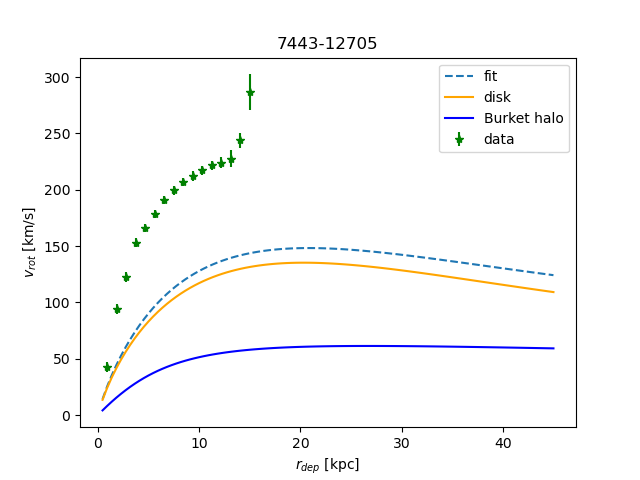 7443-12705
300
250
200
150
100
50
0
v_rot [km/s]
fit
disk
Burket halo
data
0 10 20 30 40
r_dep [kpc]